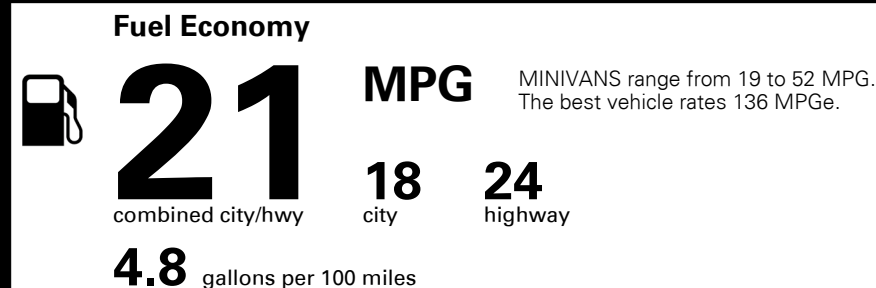 Fuel Economy
21 MPG
MINIVANS range from 19 to 52 MPG.
The best vehicle rates 136 MPGe.
18 24
combined city/hwy city highway
4.8 gallons per 100 miles